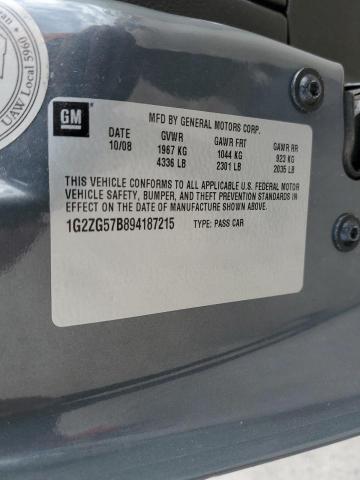 UAW Local 5960
GM
MFD BY GENERAL MOTORS CORP.
DATE GVWR GAWR FRT GAWR RR
10/08 1967 KG 1044 KG 923 KG
4336 LB 2301 LB 2035 LB
THIS VEHICLE CONFORMS TO ALL APPLICABLE U.S. FEDERAL MOTOR
VEHICLE SAFETY, BUMPER, AND THEFT PREVENTION STANDARDS IN
EFFECT ON THE DATE OF MANUFACTURE SHOWN ABOVE.
1G2ZG57B894187215 TYPE: PASS CAR